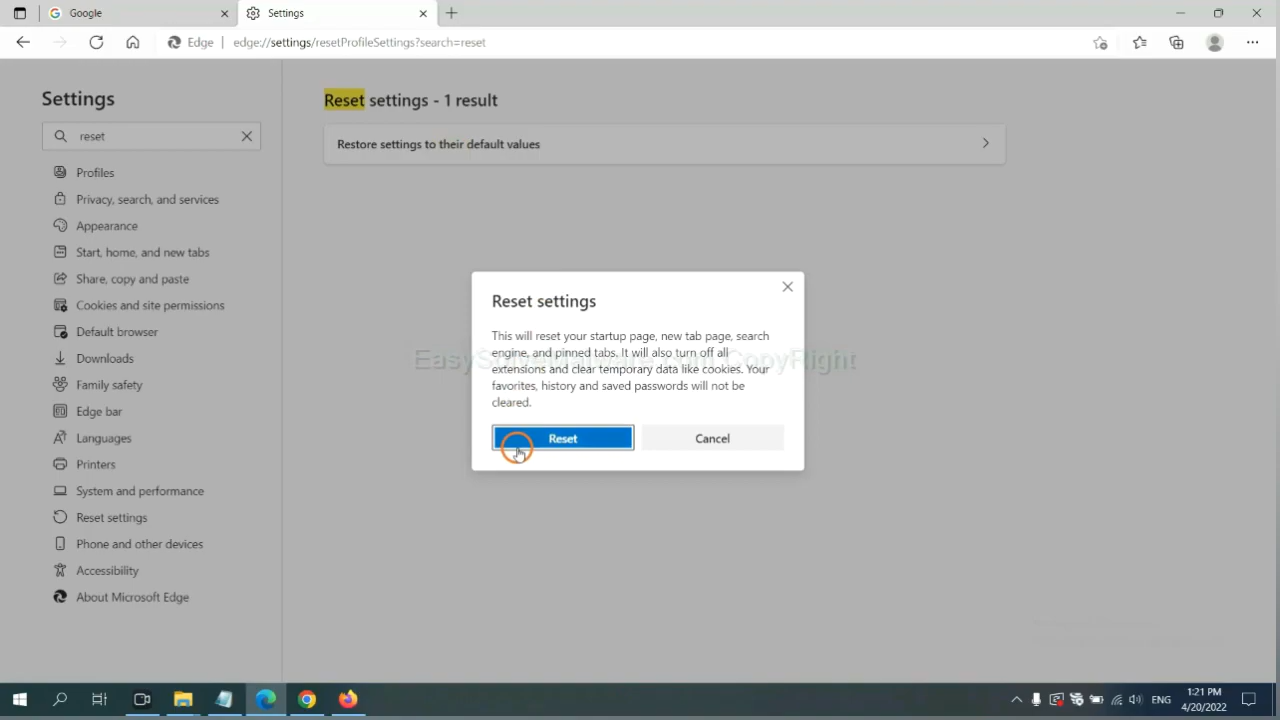 Google
Settings
Edge
edge://settings/resetProfileSettings?search=reset
Settings
reset
Profiles
Privacy, search, and services
Appearance
Start, home, and new tabs
Share, copy and paste
Cookies and site permissions
Default browser
Downloads
Family safety
Edge bar
Languages
Printers
System and performance
Reset settings
Phone and other devices
Accessibility
About Microsoft Edge
Reset settings - 1 result
Restore settings to their default values
Reset settings
This will reset your startup page, new tab page, search
engine, and pinned tabs. It will also turn off all
extensions and clear temporary data like cookies. Your
favorites, history and saved passwords will not be
cleared.
Reset
Cancel
CopyRight
ENG
1:21 PM
4/20/2022